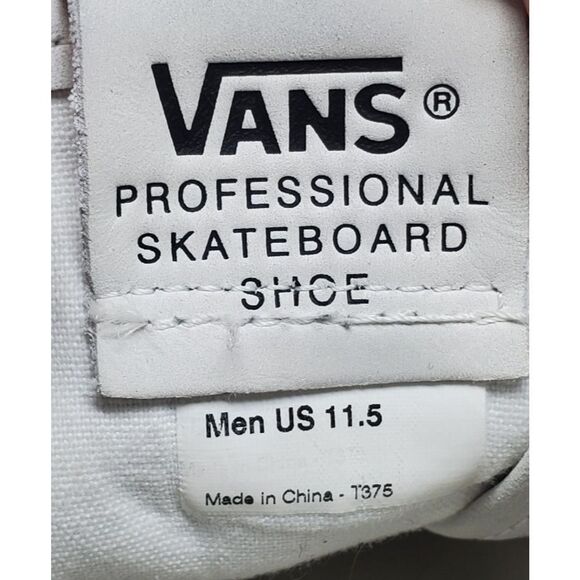 VANS®
PROFESSIONAL
SKATEBOARD
SHOE
Men US 11.5
Made in China - T375